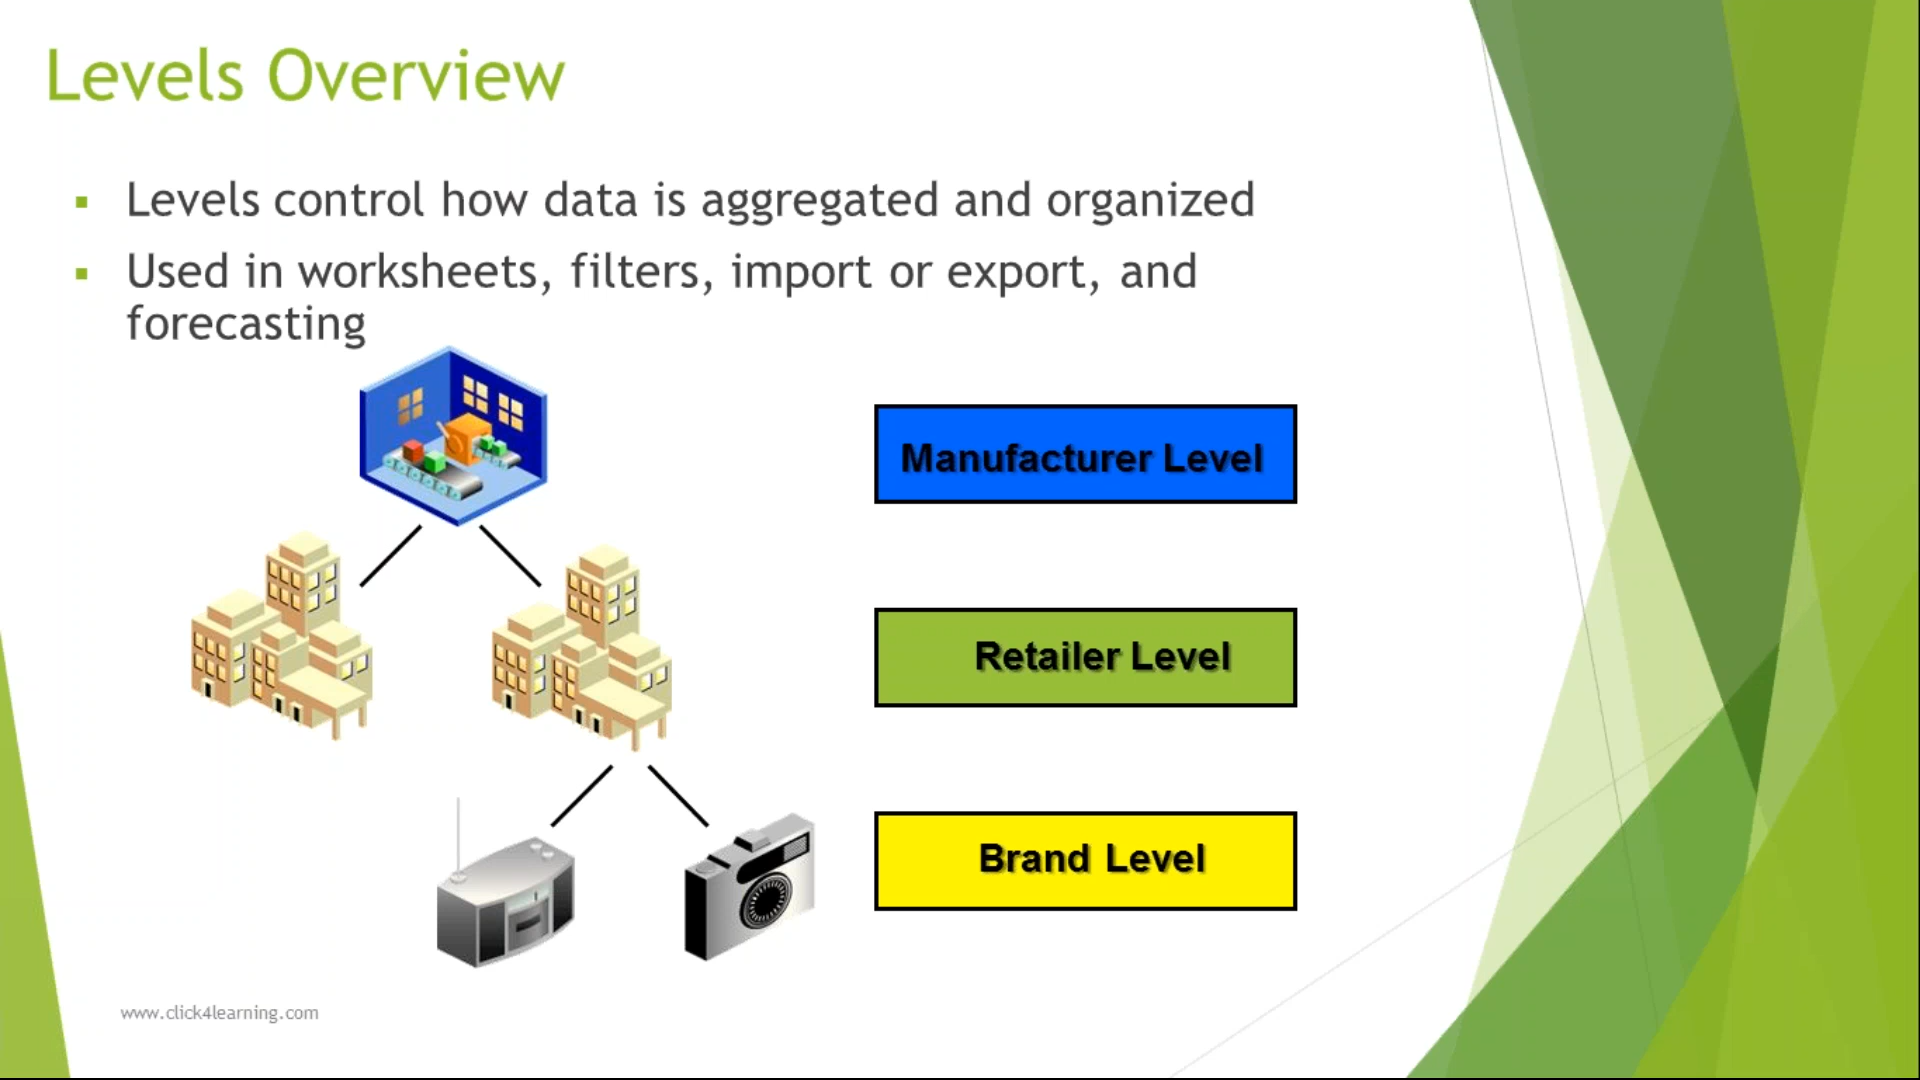 Levels Overview
Levels control how data is aggregated and organized
Used in worksheets, filters, import or export, and
forecasting
Manufacturer Level
Retailer Level
Brand Level
www.click4learning.com